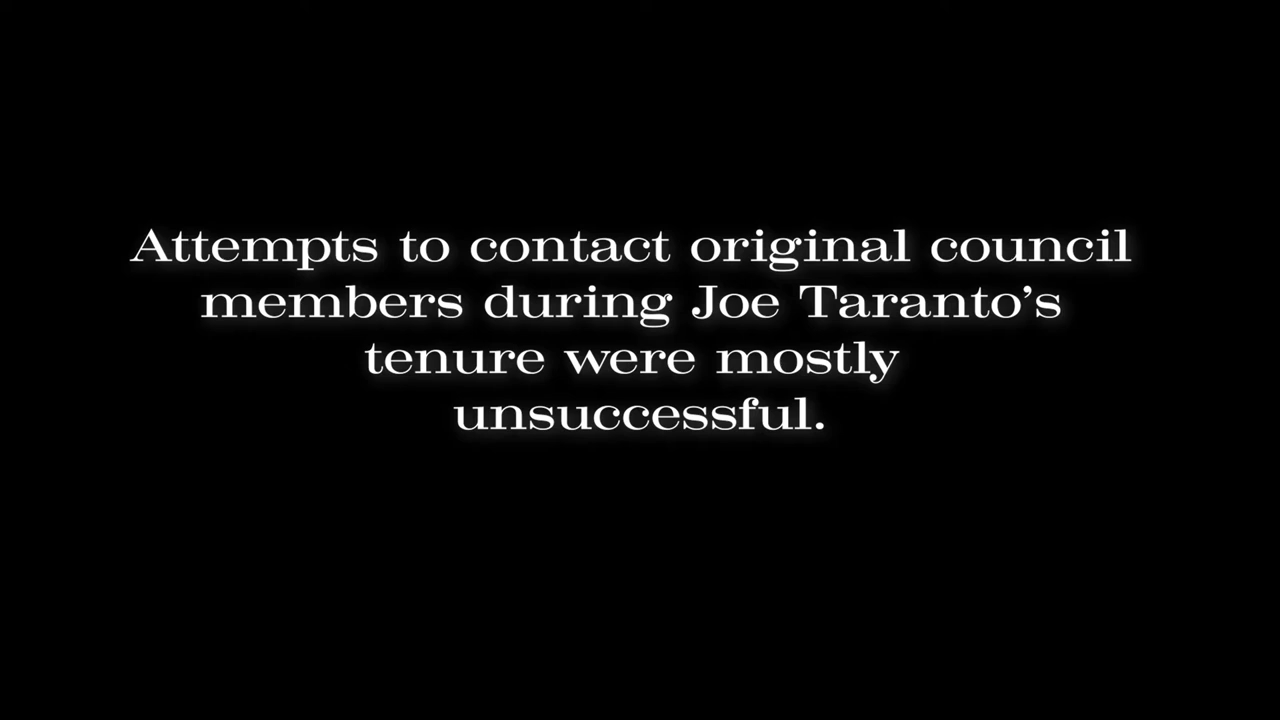 Attempts to contact original council
members during Joe Taranto’s
tenure were mostly
unsuccessful.